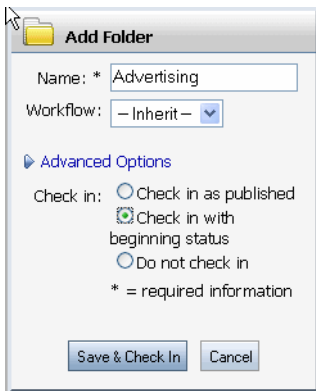 Add Folder
Name: * Advertising
Workflow: – Inherit –
Advanced Options
Check in: Check in as published
Check in with
beginning status
Do not check in
* = required information
Save & Check In Cancel